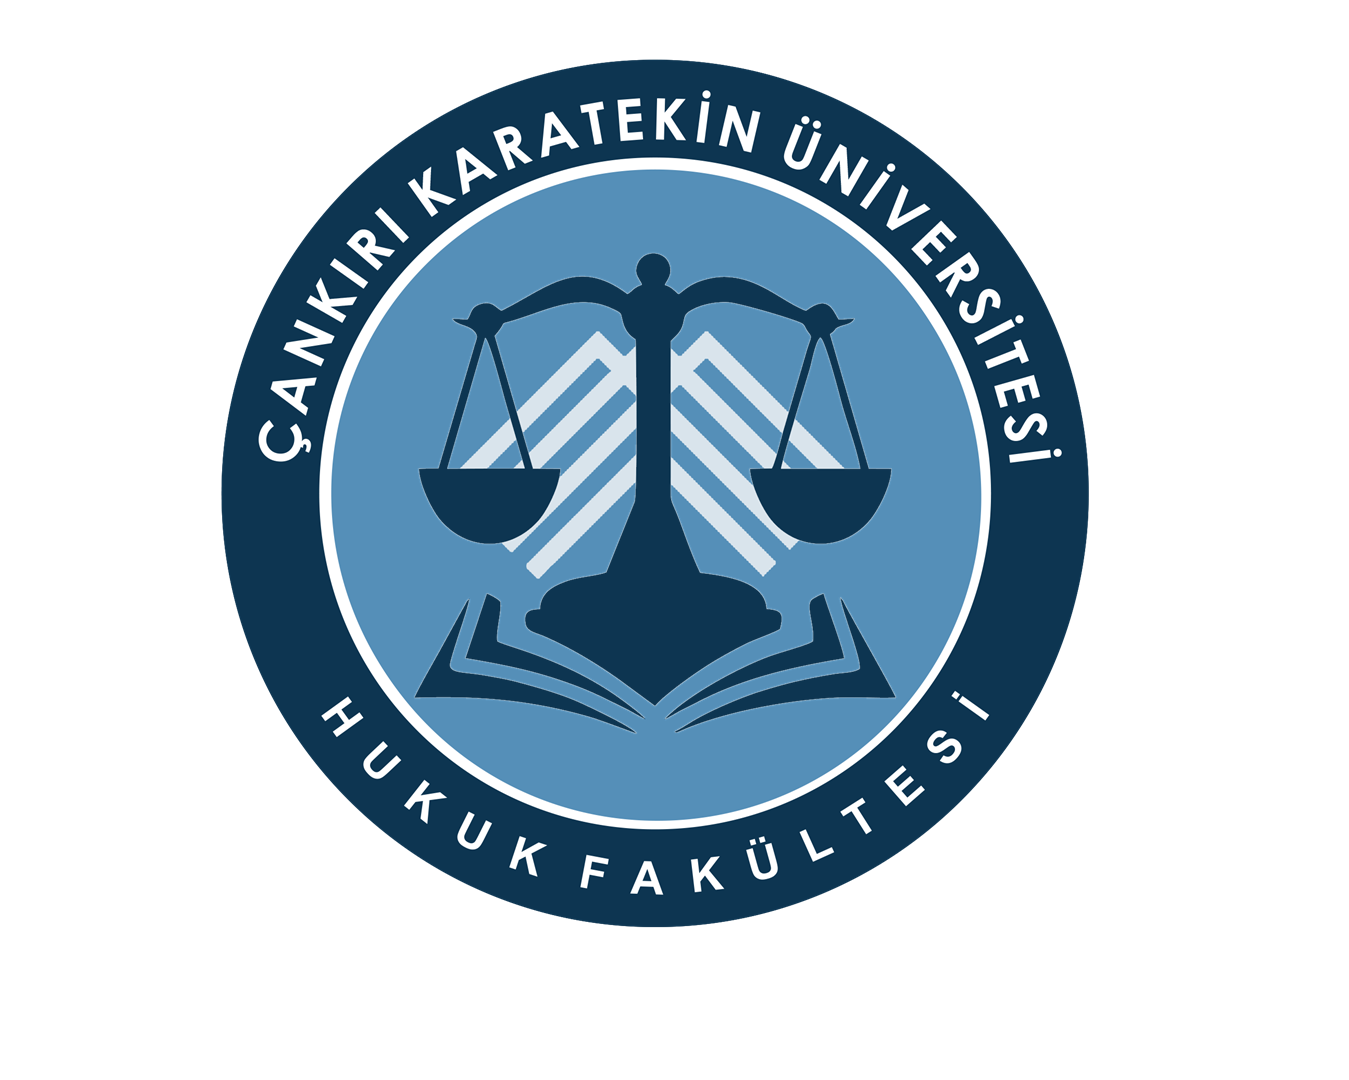 ÇANKIRI KARATEKİN ÜNİVERSİTESİ
HUKUK FAKÜLTESİ